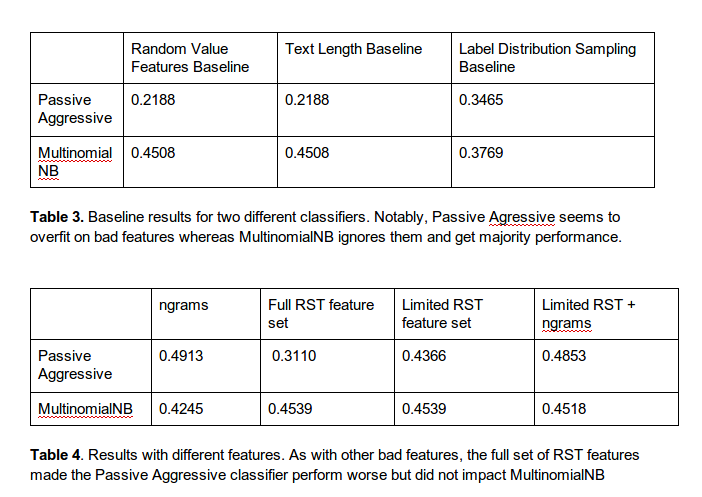 Random Value Text Length Baseline Label Distribution Sampling
Features Baseline Baseline
Passive 0.2188 0.2188 0.3465
Aggressive
Multinomial 0.4508 0.4508 0.3769
NB
Table 3. Baseline results for two different classifiers. Notably, Passive Agressive seems to
overfit on bad features whereas MultinomialNB ignores them and get majority performance.
ngrams Full RST feature Limited RST Limited RST +
set feature set ngrams
Passive 0.4913 0.3110 0.4366 0.4853
Aggressive
MultinomialNB 0.4245 0.4539 0.4539 0.4518
Table 4. Results with different features. As with other bad features, the full set of RST features
made the Passive Aggressive classifier perform worse but did not impact MultinomialNB